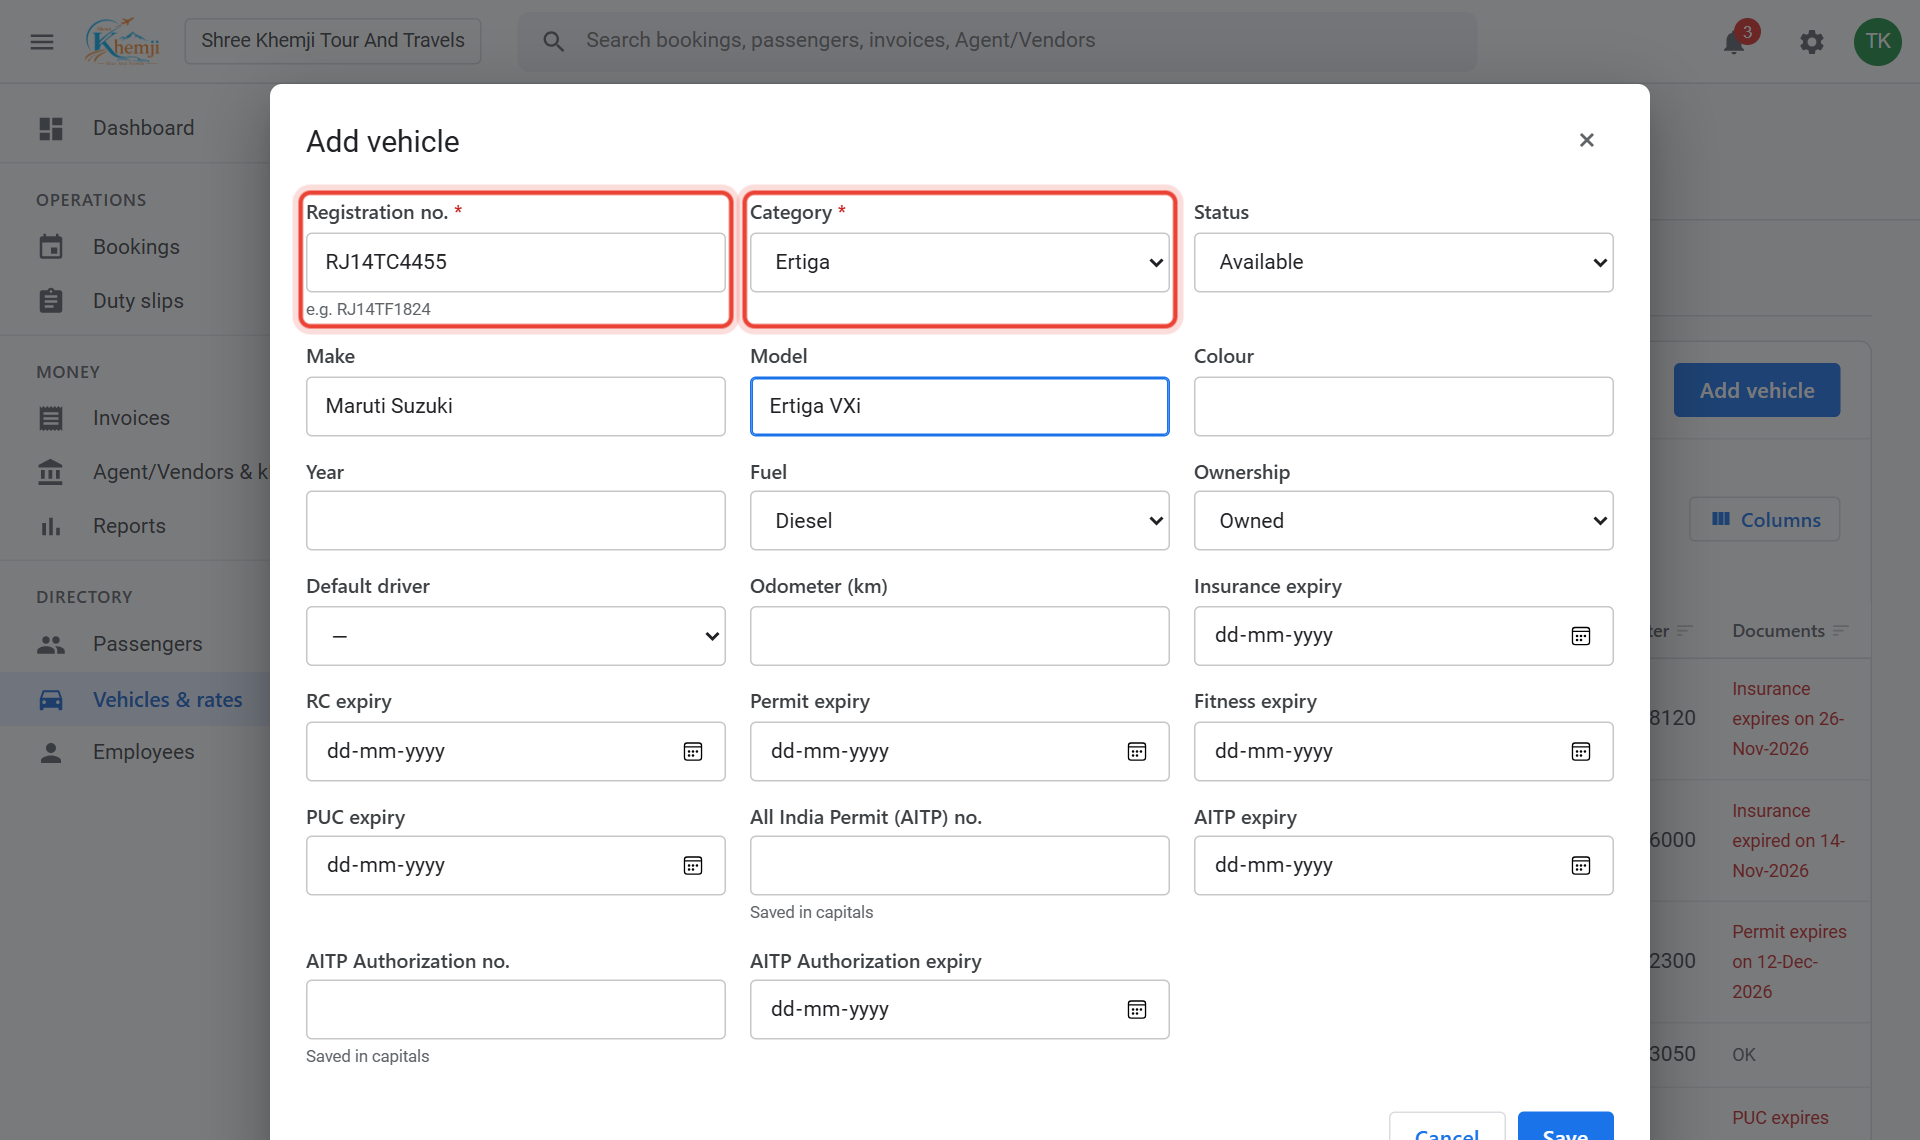 Khemji
Shree Khemji Tour And Travels
Search bookings, passengers, invoices, Agent/Vendors
3
TK
Dashboard
OPERATIONS
Bookings
Duty slips
MONEY
Invoices
Agent/Vendors & k
Reports
DIRECTORY
Passengers
Vehicles & rates
Employees
Add vehicle
×
Registration no. *
RJ14TC4455
e.g. RJ14TF1824
Category *
Ertiga
Status
Available
Make
Maruti Suzuki
Model
Ertiga VXi
Colour
Year
Fuel
Diesel
Ownership
Owned
Default driver
—
Odometer (km)
Insurance expiry
dd-mm-yyyy
RC expiry
dd-mm-yyyy
Permit expiry
dd-mm-yyyy
Fitness expiry
dd-mm-yyyy
PUC expiry
dd-mm-yyyy
All India Permit (AITP) no.
Saved in capitals
AITP expiry
dd-mm-yyyy
AITP Authorization no.
Saved in capitals
AITP Authorization expiry
dd-mm-yyyy
Cancel
Save
Add vehicle
Columns
ter
Documents
8120
Insurance
expires on 26-
Nov-2026
6000
Insurance
expired on 14-
Nov-2026
2300
Permit expires
on 12-Dec-
2026
3050
OK
PUC expires